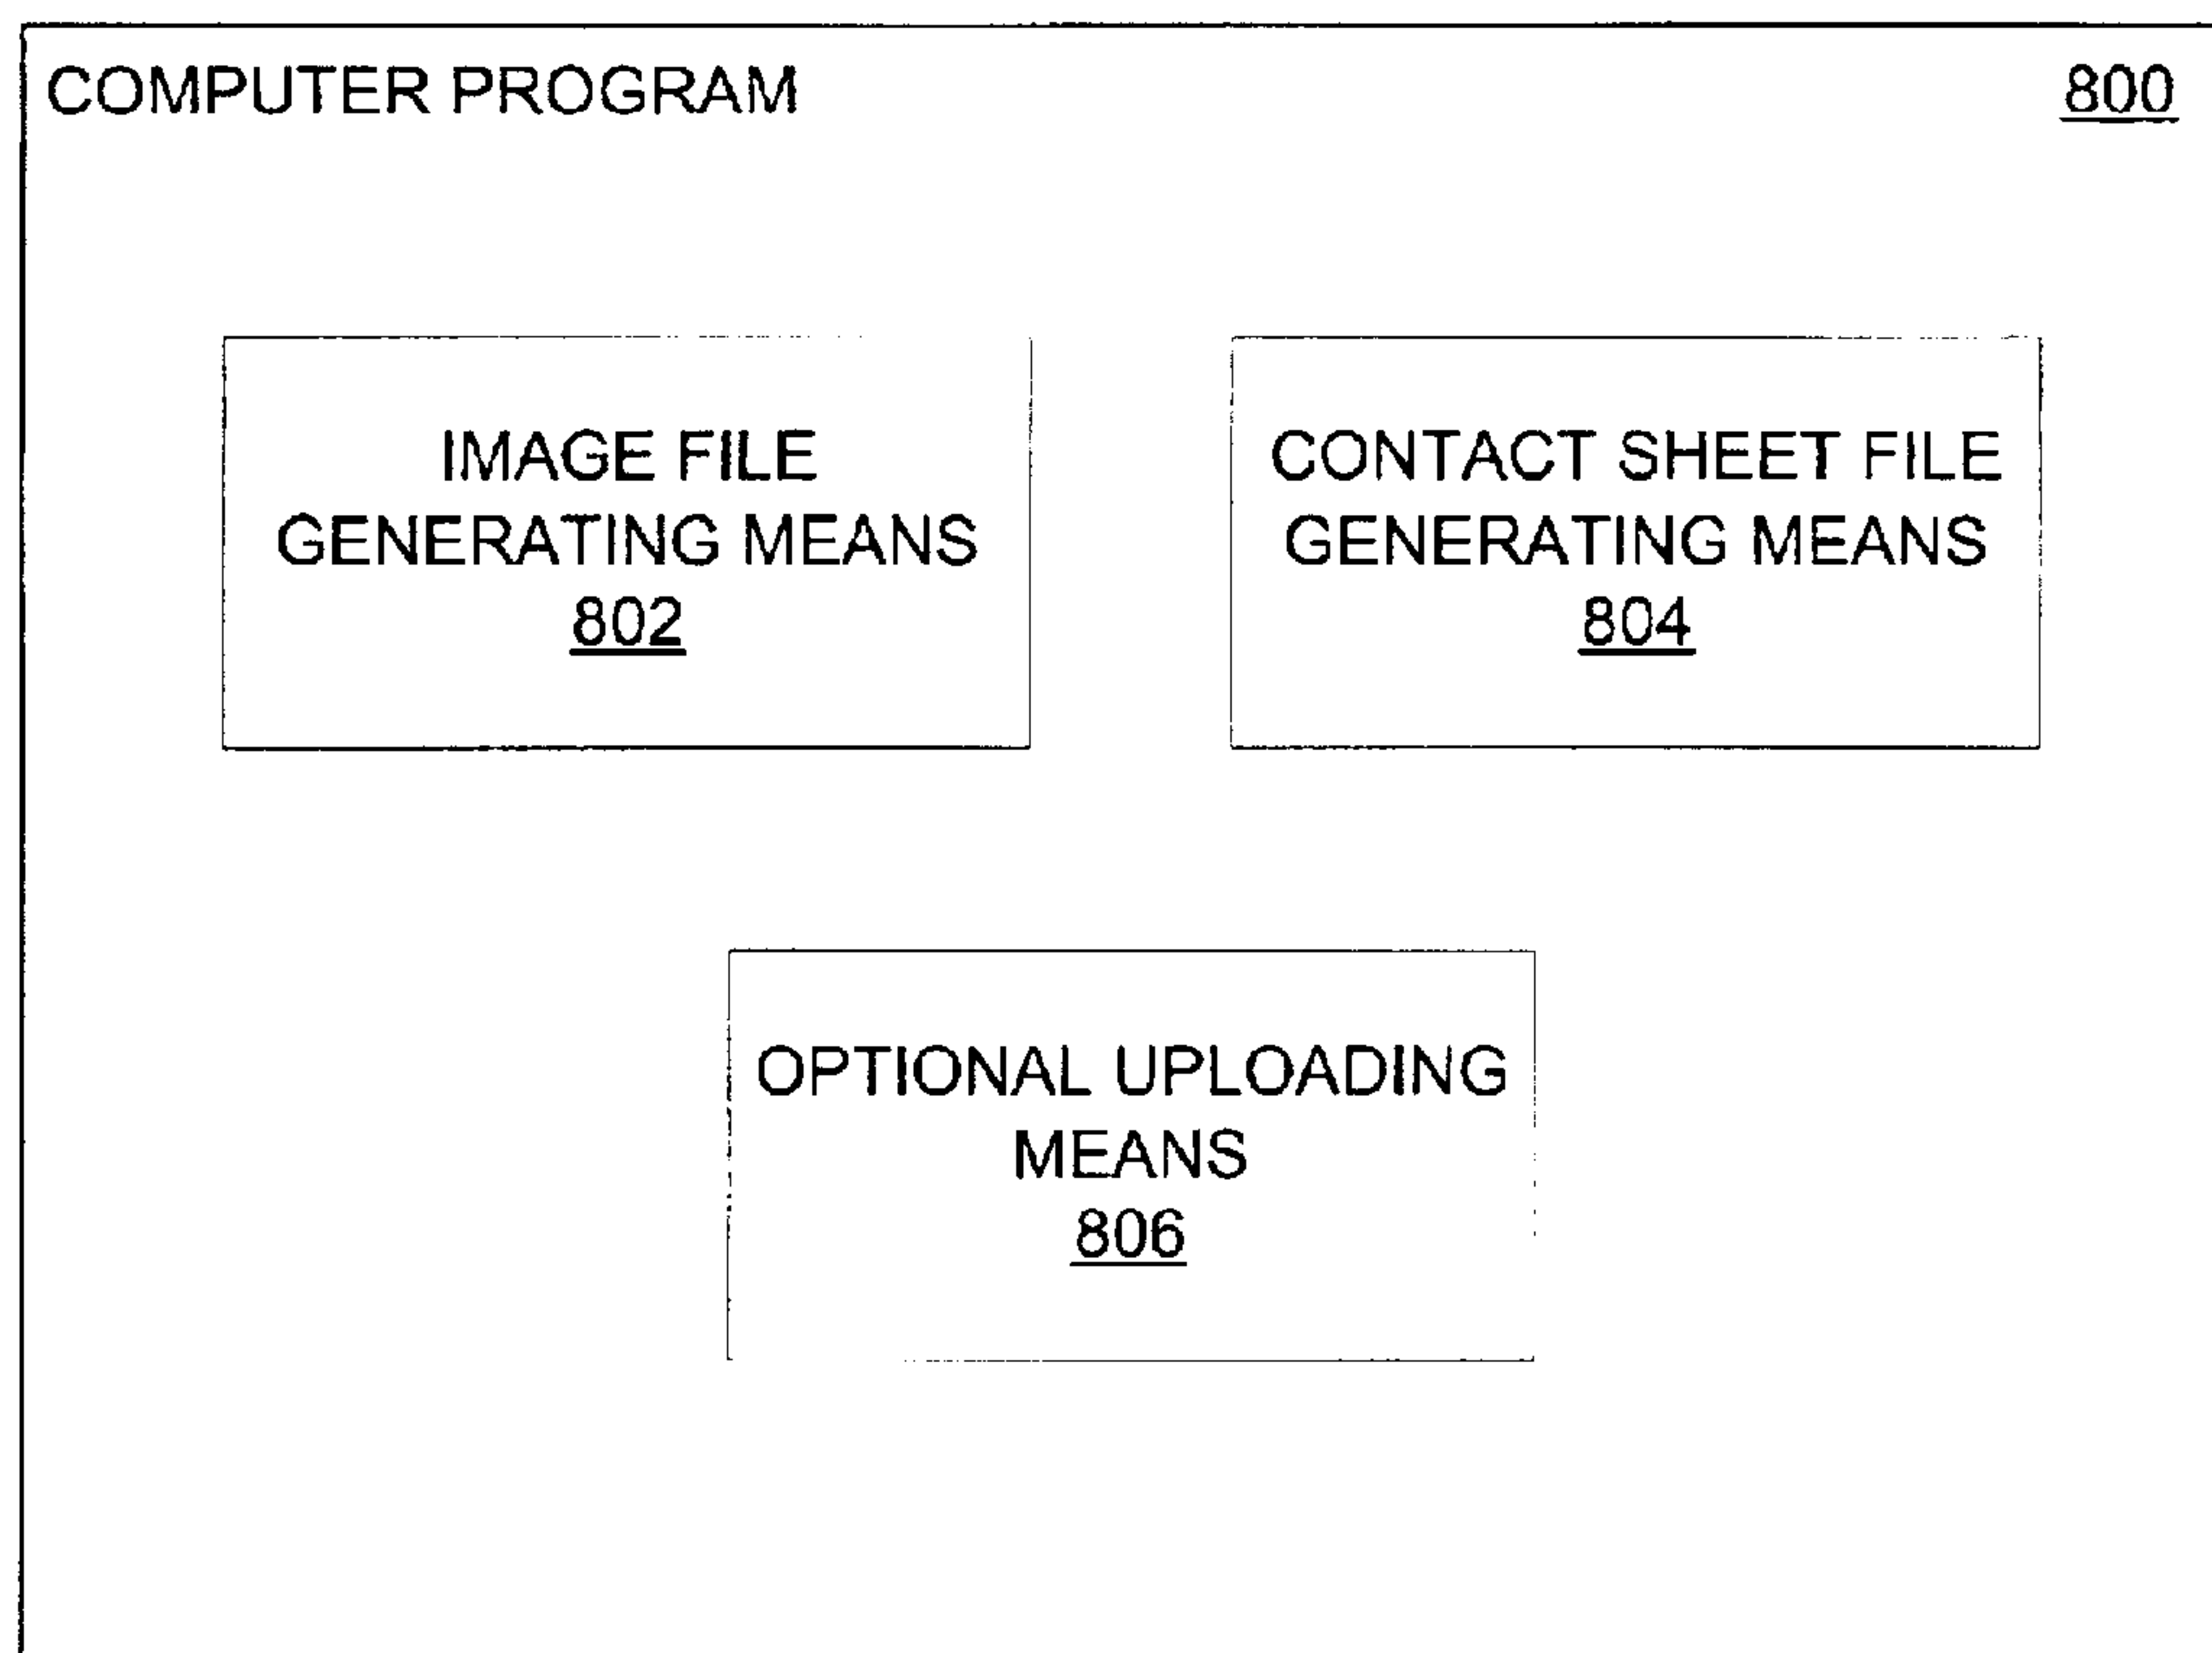 COMPUTER PROGRAM 800
IMAGE FILE
GENERATING MEANS
802
CONTACT SHEET FILE
GENERATING MEANS
804
OPTIONAL UPLOADING
MEANS
806